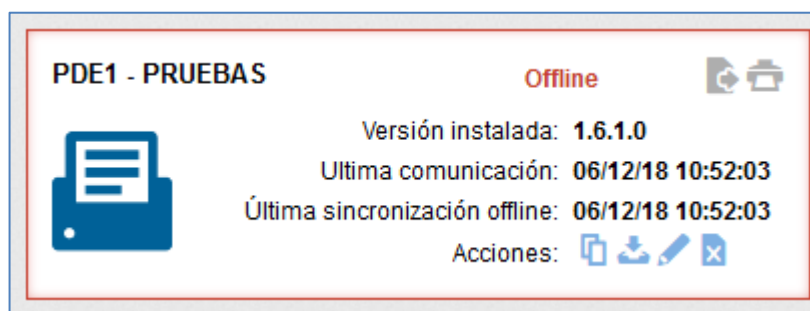 PDE1 - PRUEBAS Offline
Versión instalada: 1.6.1.0
Ultima comunicación: 06/12/18 10:52:03
Última sincronización offline: 06/12/18 10:52:03
Acciones: